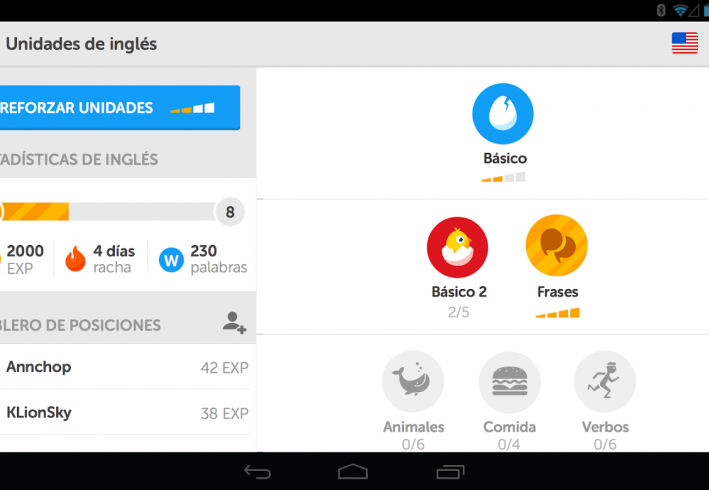 Unidades de inglés
REFORZAR UNIDADES
TADÍSTICAS DE INGLÉS
8
2000 EXP
4 días racha
W 230 palabras
BLERO DE POSICIONES
Annchop 42 EXP
KLionSky 38 EXP
Básico
Básico 2 Frases
2/5
Animales Comida Verbos
0/6 0/4 0/6